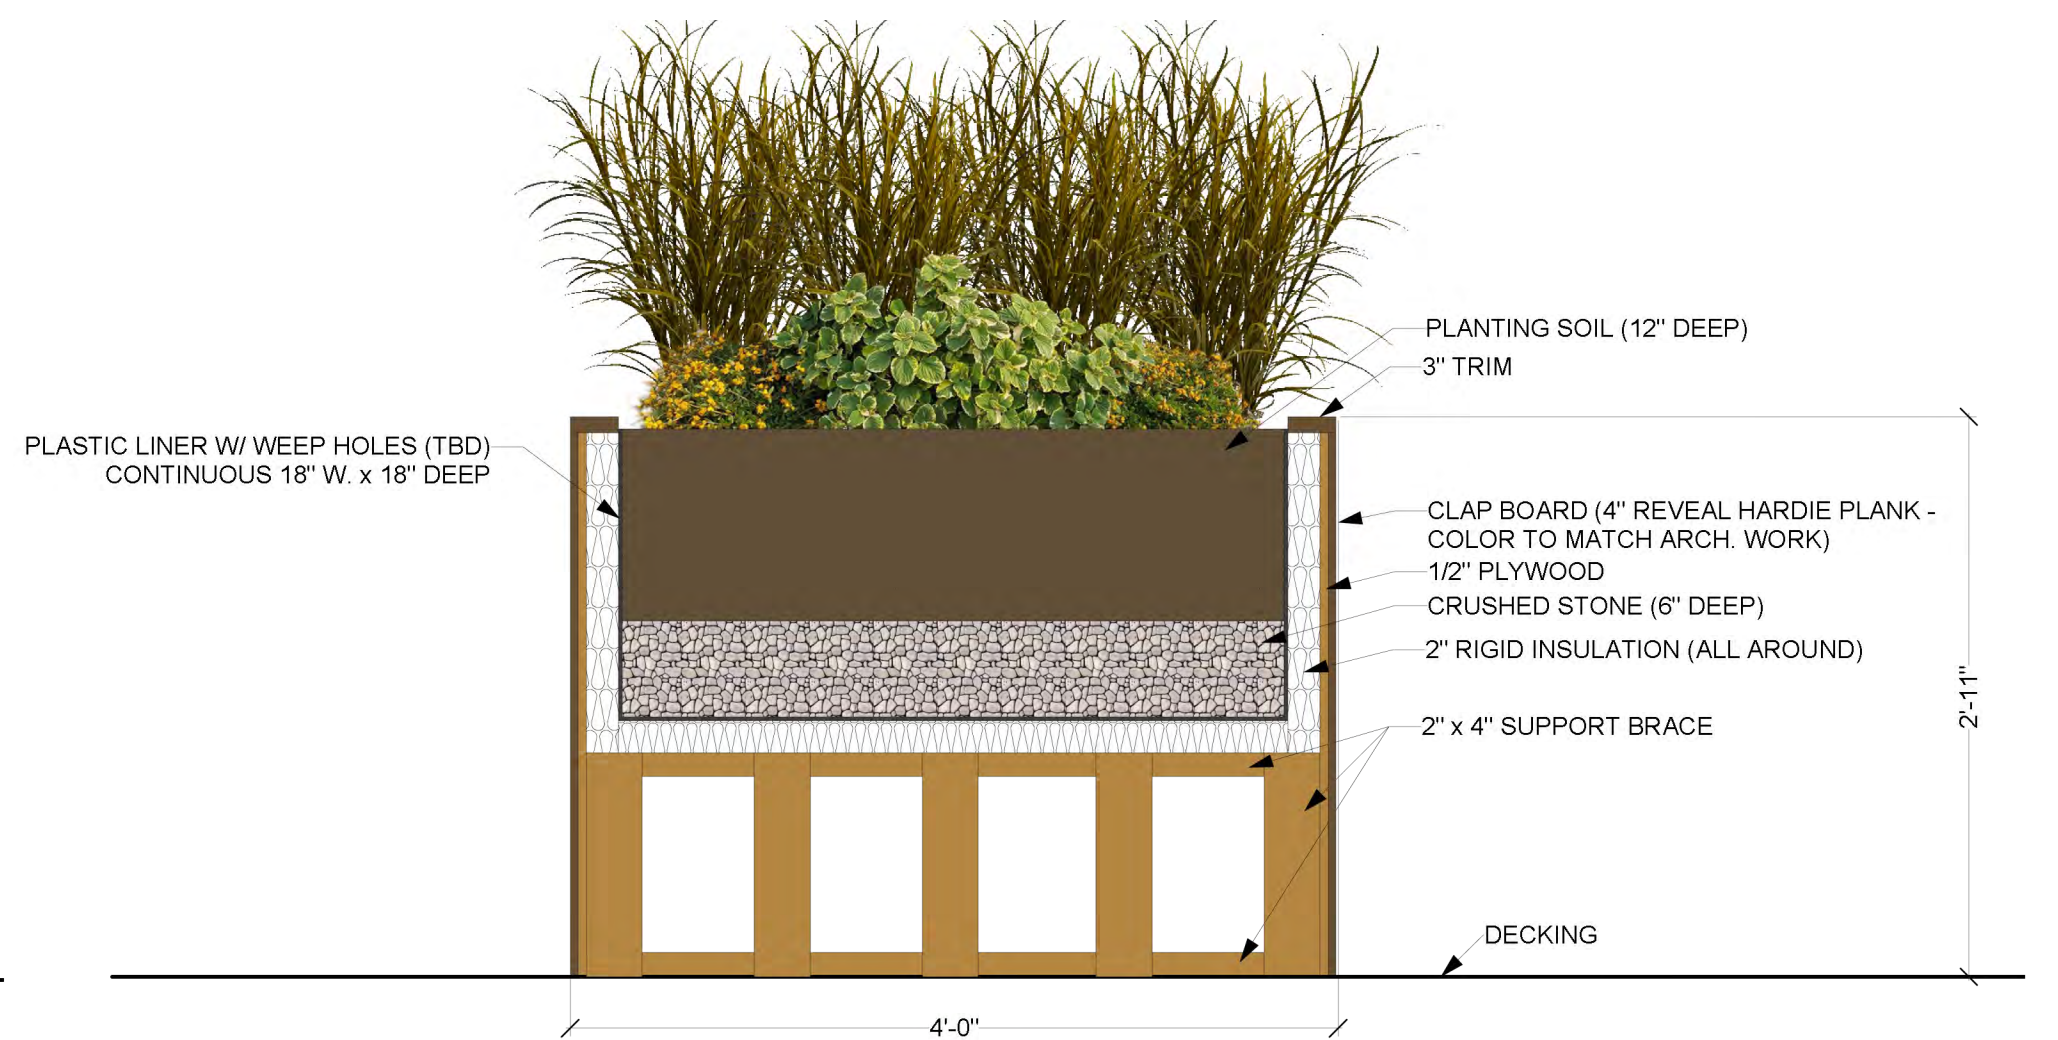 PLANTING SOIL (12" DEEP)
3" TRIM
PLASTIC LINER W/ WEEP HOLES (TBD)
CONTINUOUS 18" W. x 18" DEEP
CLAP BOARD (4" REVEAL HARDIE PLANK -
COLOR TO MATCH ARCH. WORK)
1/2" PLYWOOD
CRUSHED STONE (6" DEEP)
2" RIGID INSULATION (ALL AROUND)
2'-11"
2" x 4" SUPPORT BRACE
DECKING
4'-0"